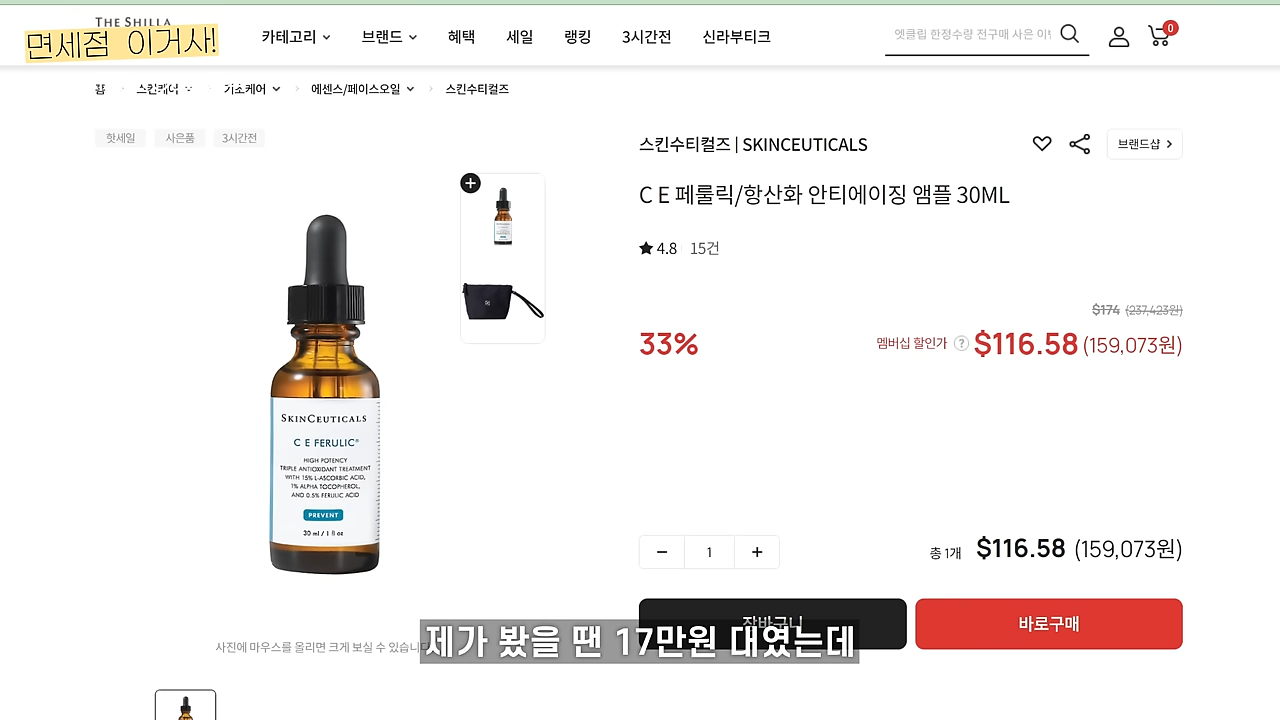 THE SHILLA
면세점 이거사!
카테고리 브랜드 혜택 세일 랭킹 3시간전 신라부티크
엣클립 한정수량 전구매 사은
0
홈 스킨케어 기초케어 에센스/페이스오일 스킨수티컬즈
핫세일 사은품 3시간전
스킨수티컬즈 | SKINCEUTICALS
브랜드샵
C E 페룰릭/항산화 안티에이징 앰플 30ML
4.8 15건
$174 (237,423원)
33%
멤버십 할인가 ? $116.58 (159,073원)
SKINCEUTICALS
C E FERULIC®
HIGH POTENCY
TRIPLE ANTIOXIDANT TREATMENT
WITH 15% L-ASCORBIC ACID,
1% ALPHA TOCOPHEROL,
AND 0.5% FERULIC ACID
PREVENT
30 ml / 1 fl oz
− 1 +
총 1개 $116.58 (159,073원)
장바구니 바로구매
사진에 마우스를 올리면 크게 보실 수 있습니
제가 봤을 땐 17만원 대였는데